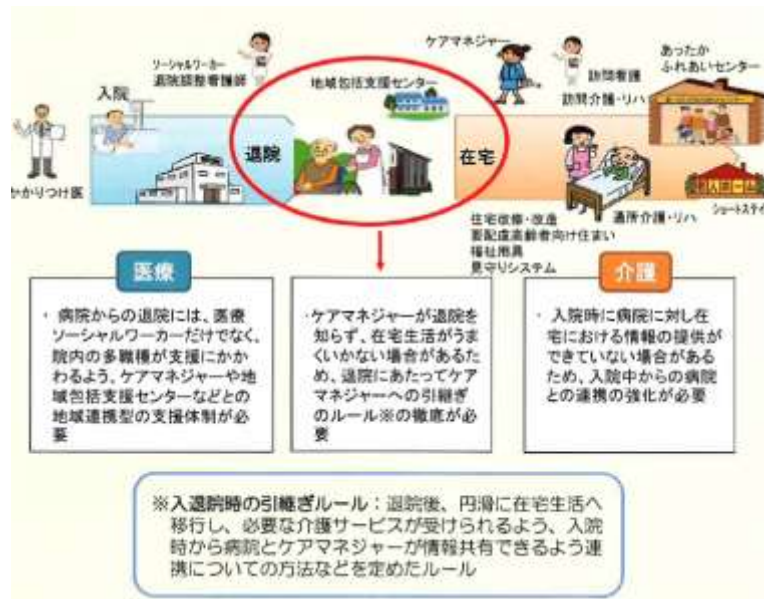 ケアマネジャー
あったか
ふれあいセンター
ソーシャルワーカー
退院調整看護師
訪問看護
地域包括支援センター
訪問介護・リハ
入院
退院
在宅
かかりつけ医
老人ホーム
ショートステイ
住宅改修・改造
要配慮高齢者向け住まい
福祉用具
見守りシステム
通所介護・リハ
医療
介護
・ 病院からの退院には、医療
ソーシャルワーカーだけでなく、
院内の多職種が支援にかか
わるよう、ケアマネジャーや地
域包括支援センターなどとの
地域連携型の支援体制が必
要
・ケアマネジャーが退院を
知らず、在宅生活がうま
くいかない場合があるた
め、退院にあたってケア
マネジャーへの引継ぎ
のルール※の徹底が必
要
・ 入院時に病院に対し在
宅における情報の提供が
できていない場合がある
ため、入院中からの病院
との連携の強化が必要
※入退院時の引継ぎルール：退院後、円滑に在宅生活へ
移行し、必要な介護サービスが受けられるよう、入院
時から病院とケアマネジャーが情報共有できるよう連
携についての方法などを定めたルール